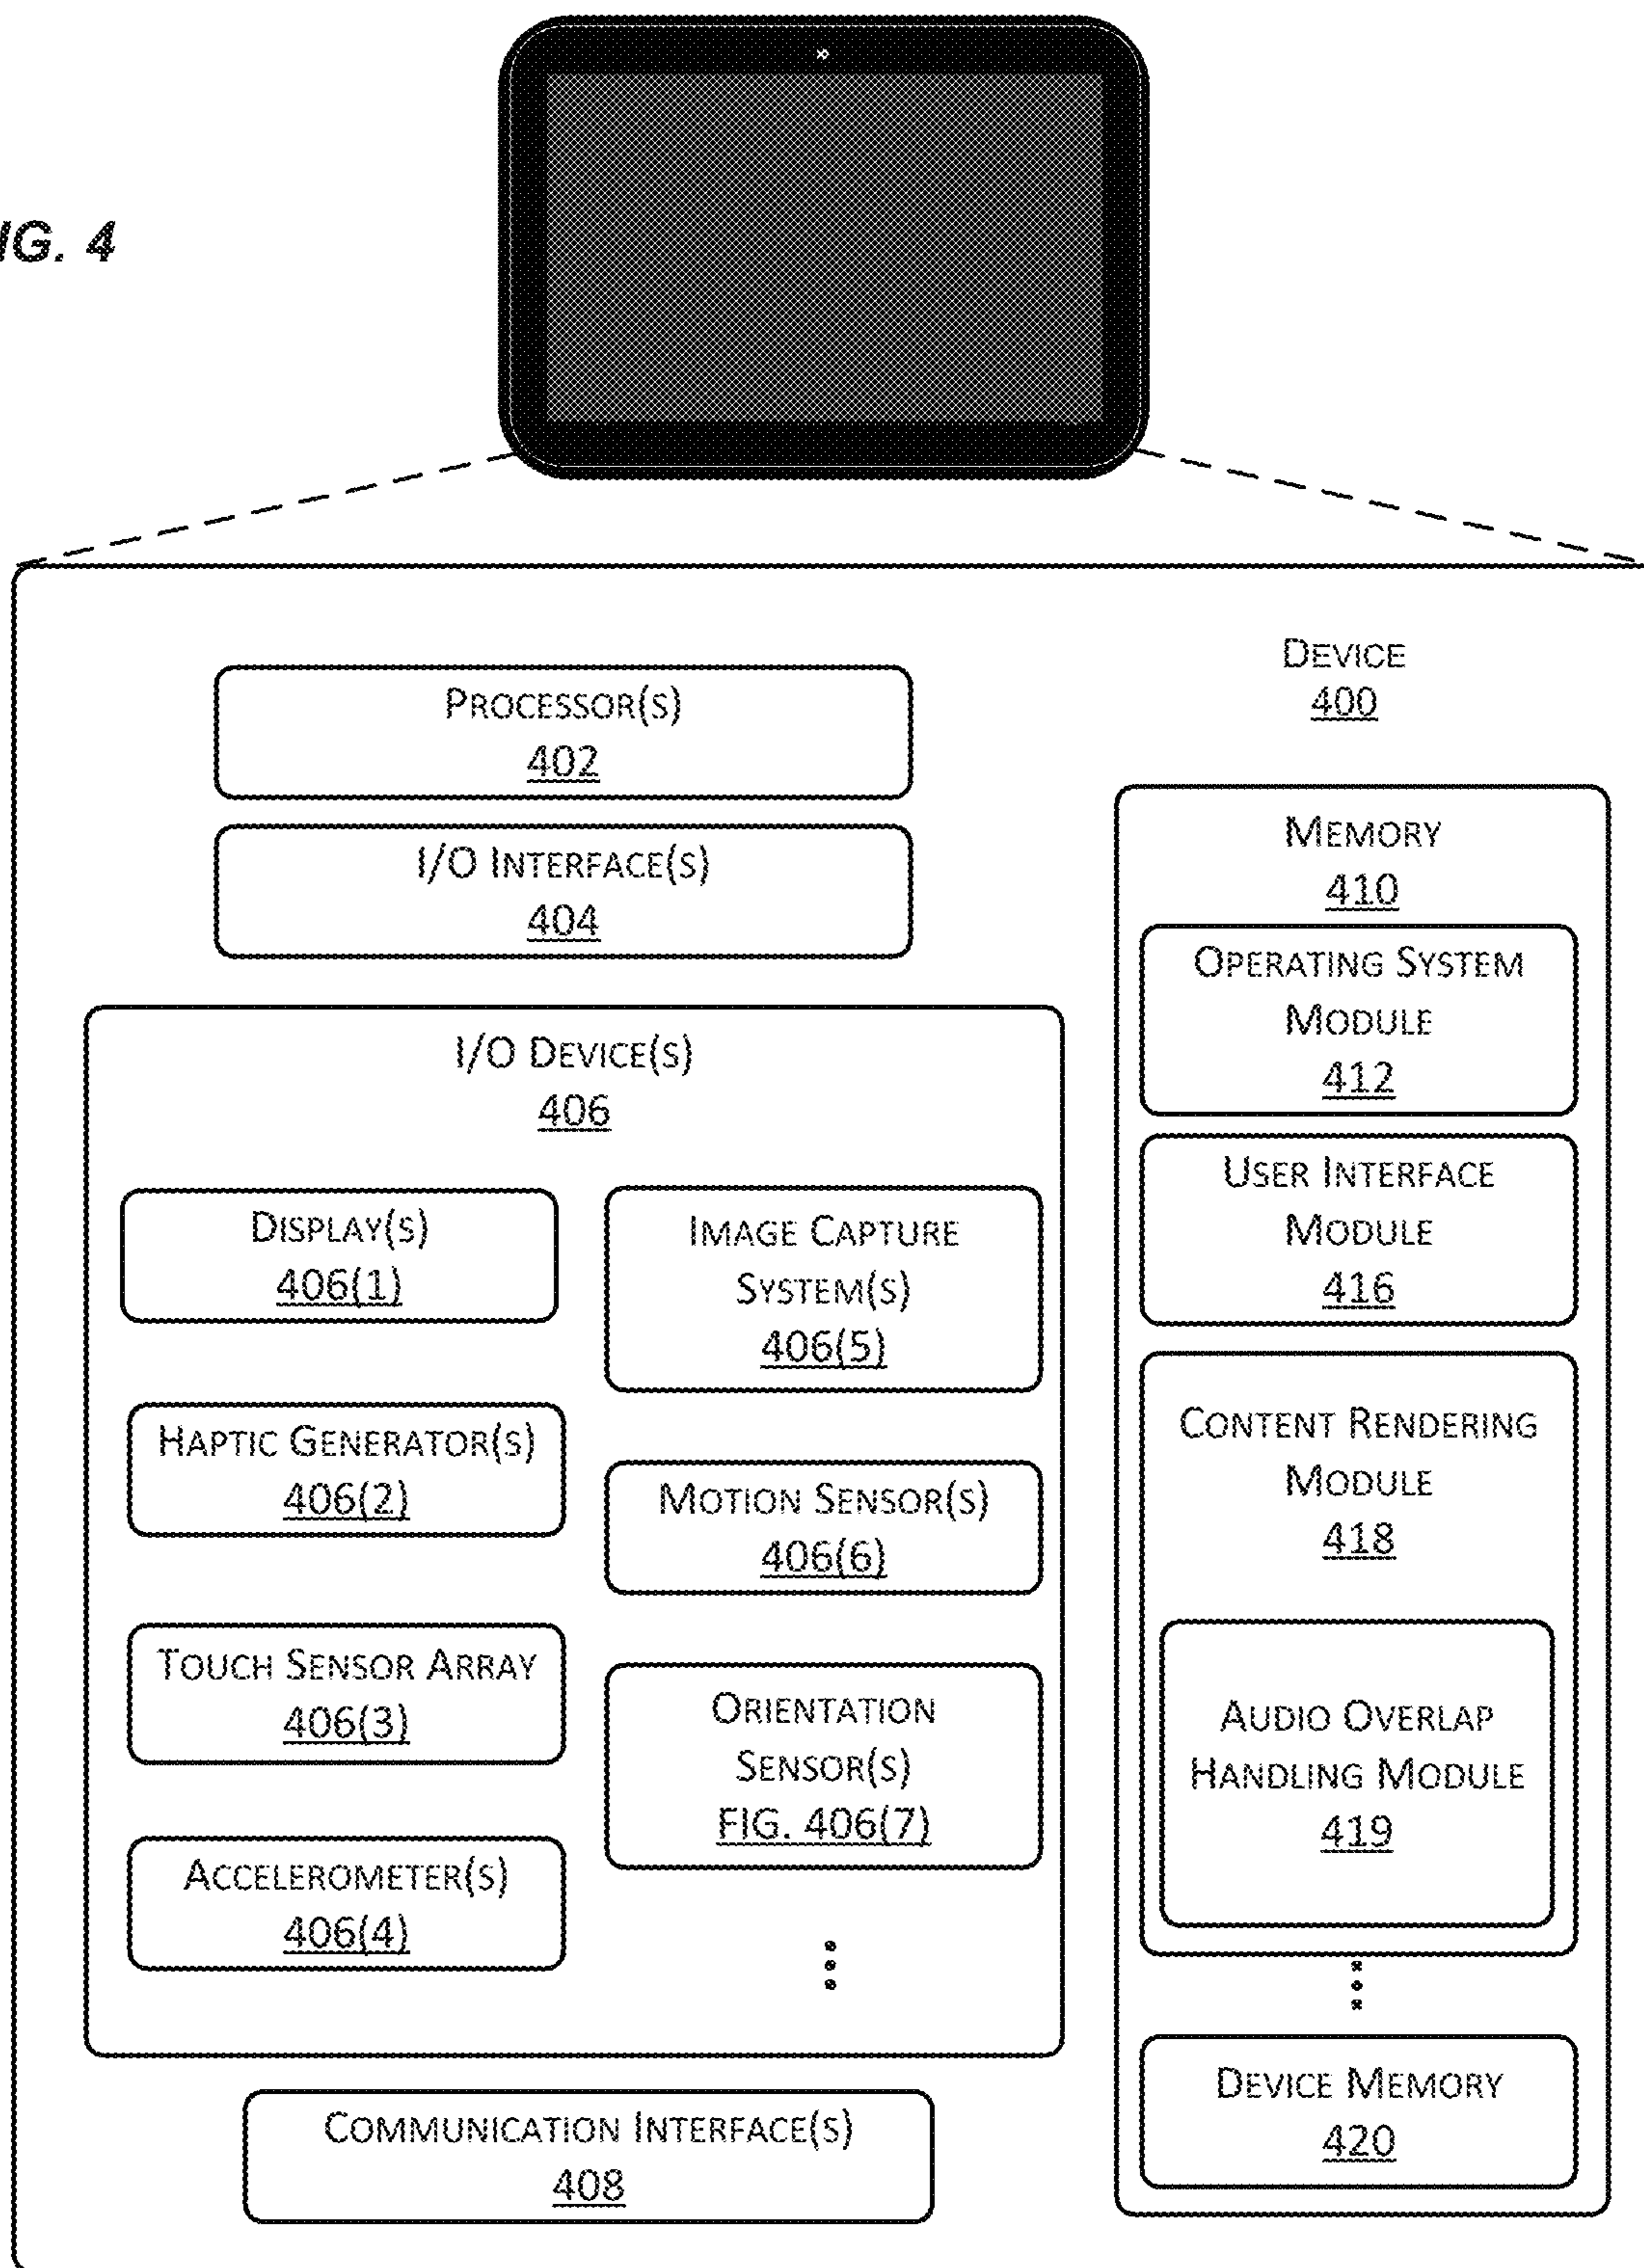 IG. 4
DEVICE
400
PROCESSOR(S)
402
I/O INTERFACE(S)
404
I/O DEVICE(S)
406
DISPLAY(S)
406(1)
HAPTIC GENERATOR(S)
406(2)
TOUCH SENSOR ARRAY
406(3)
ACCELEROMETER(S)
406(4)
IMAGE CAPTURE
SYSTEM(S)
406(5)
MOTION SENSOR(S)
406(6)
ORIENTATION
SENSOR(S)
FIG. 406(7)
COMMUNICATION INTERFACE(S)
408
MEMORY
410
OPERATING SYSTEM
MODULE
412
USER INTERFACE
MODULE
416
CONTENT RENDERING
MODULE
418
AUDIO OVERLAP
HANDLING MODULE
419
DEVICE MEMORY
420